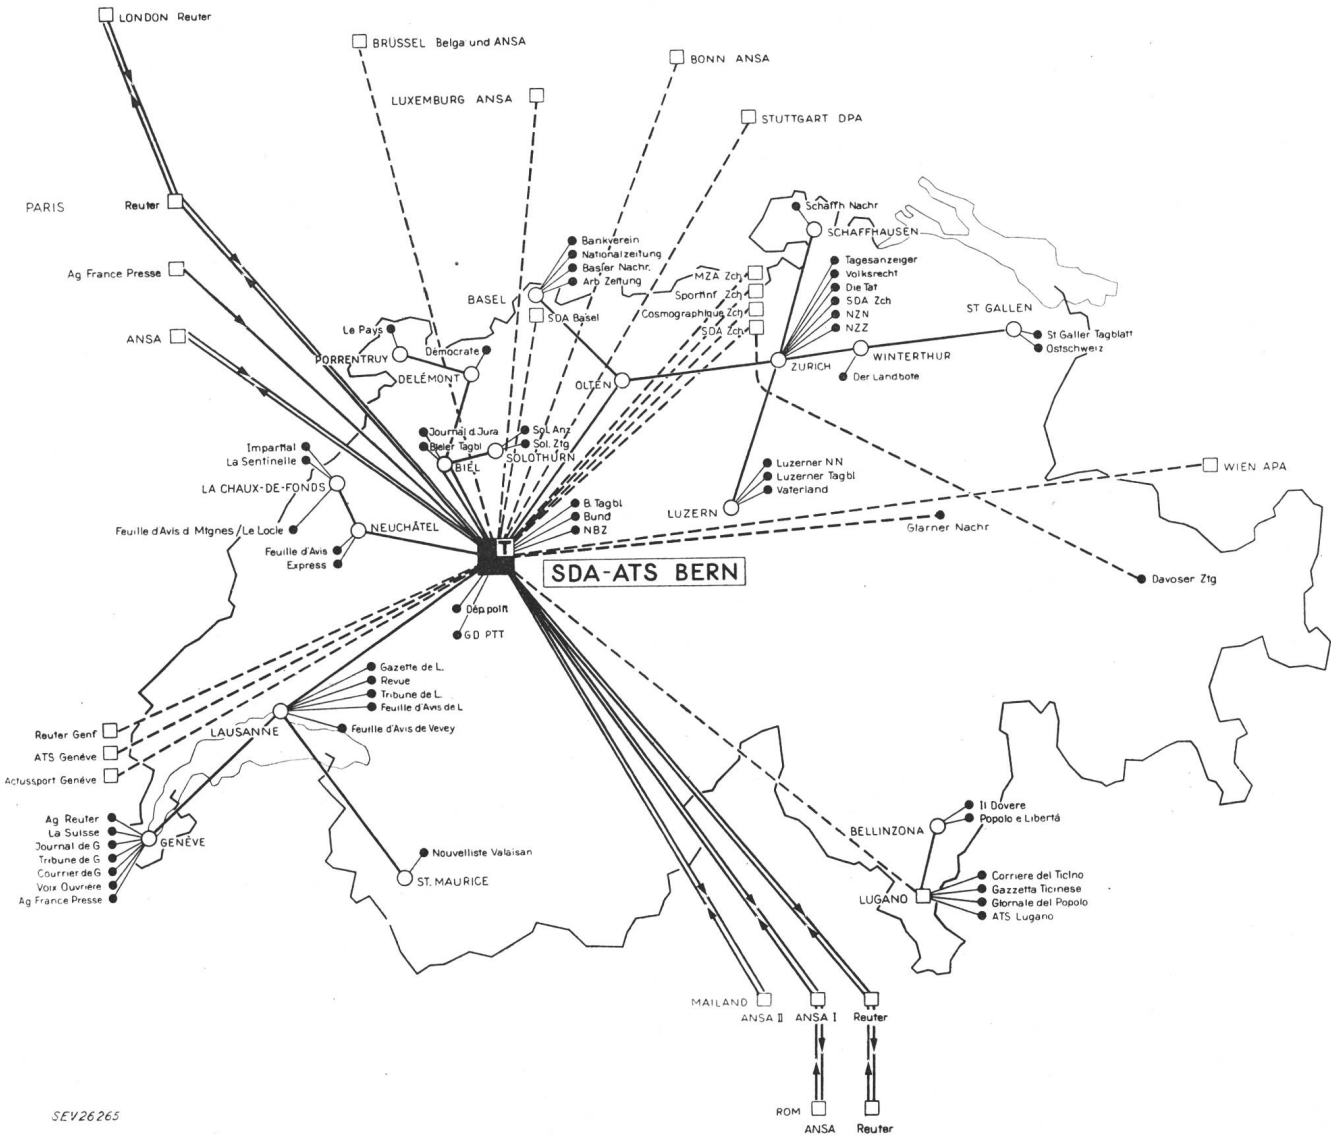 LONDON Reuter
BRÜSSEL Belga und ANSA
BONN ANSA
LUXEMBURG ANSA
STUTTGART DPA
PARIS
Reuter
Ag France Presse
ANSA
Schaffh Nachr
SCHAFFHAUSEN
Bankverein
Nationalzeitung
Basler Nachr.
Arb Zeitung
BASEL
SDA Basel
MZA Zch
Sportinf Zch
Cosmographique Zch
SDA Zch
Tagesanzeiger
Volksrecht
Die Tat
SDA Zch
NZN
NZZ
ZÜRICH
ST GALLEN
St Galler Tagblatt
Ostschweiz
WINTERTHUR
Der Landbote
Le Pays
PORRENTRUY
Démocrate
DELÉMONT
OLTEN
Journal d.Jura
Bieler Tagbl
BIEL
Sol. Anz
Sol. Ztg
SOLOTHURN
Impartial
La Sentinelle
LA CHAUX-DE-FONDS
Feuille d'Avis d Mtgnes/Le Locle
NEUCHÂTEL
Feuille d'Avis
Express
Luzerner NN
Luzerner Tagbl
Vaterland
LUZERN
WIEN APA
Glarner Nachr
B. Tagbl
Bund
NBZ
T
SDA-ATS BERN
Davoser Ztg
Dép. polit
GD PTT
Gazette de L.
Revue
Tribune de L.
Feuille d'Avis de L
Feuille d'Avis de Vevey
LAUSANNE
Reuter Genf
ATS Genève
Actussport Genève
Ag Reuter
La Suisse
Journal de G
Tribune de G
Courrier de G
Voix Ouvrière
Ag France Presse
GENÈVE
Nouvelliste Valaisan
ST. MAURICE
Il Dovere
Popolo e Libertà
BELLINZONA
LUGANO
Corriere del Ticino
Gazzetta Ticinese
Giornale del Popolo
ATS Lugano
MAILAND
ANSA II
ANSA I
Reuter
ROM
ANSA
Reuter
SEV26265